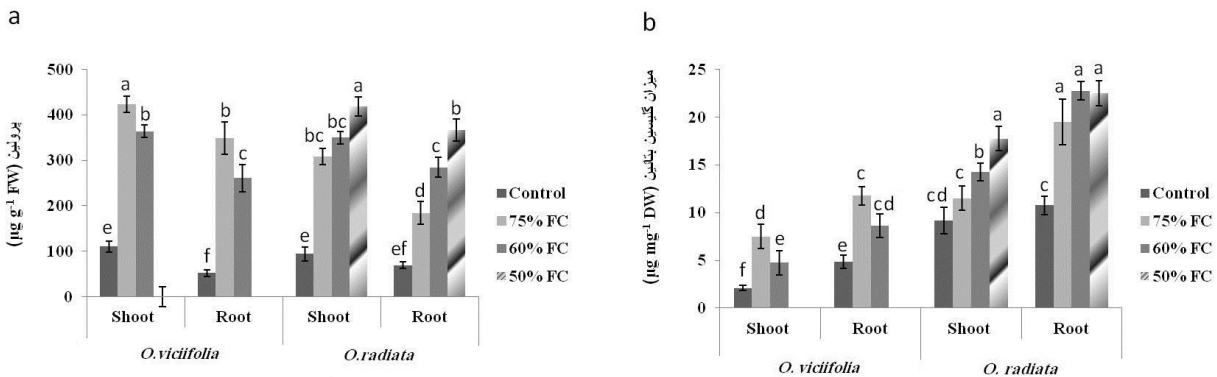 a
پرولین (µg g-1 FW)
500
400
300
200
100
0
e
a
b
f
b
c
e
bc
bc
a
ef
d
c
b
Shoot
Root
Shoot
Root
O.viciifolia
O.radiata
Control
75% FC
60% FC
50% FC
b
میزان گلیسین بتائین (µg mg-1 DW)
25
20
15
10
5
0
f
d
e
e
c
cd
cd
c
b
a
c
a
a
a
Shoot
Root
Shoot
Root
O. viciifolia
O. radiata
Control
75% FC
60% FC
50% FC